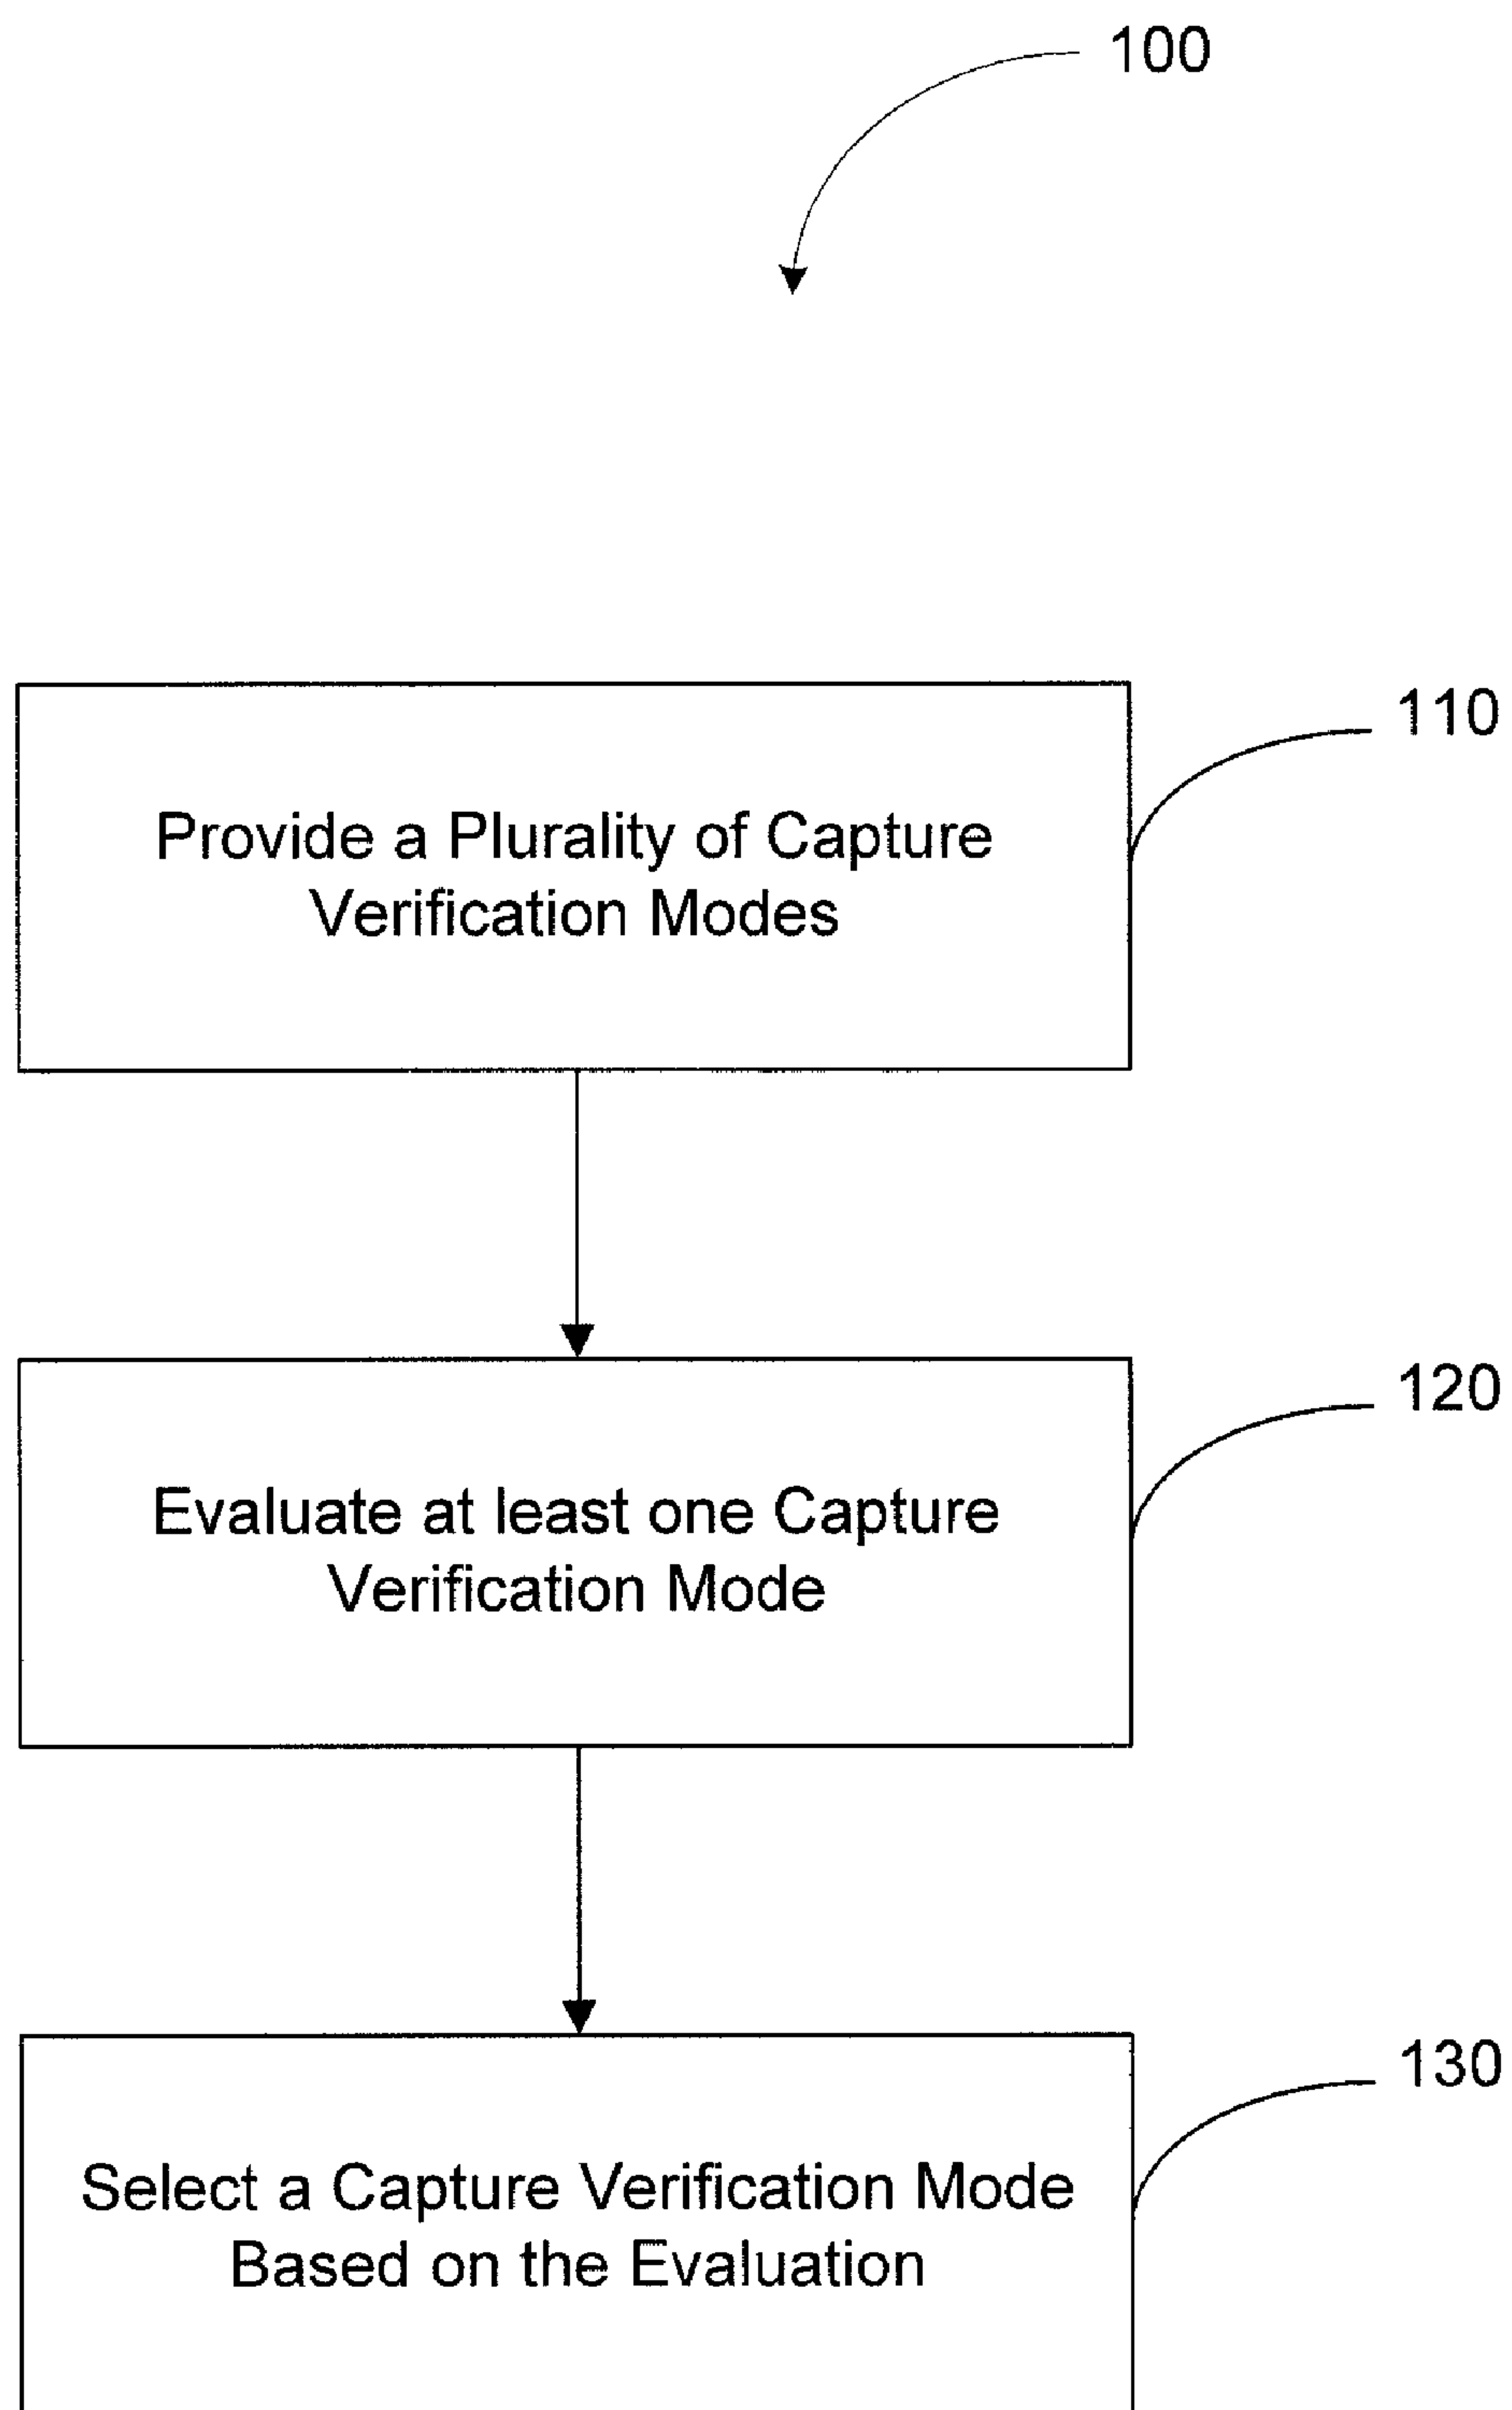 100
110
Provide a Plurality of Capture
Verification Modes
120
Evaluate at least one Capture
Verification Mode
130
Select a Capture Verification Mode
Based on the Evaluation